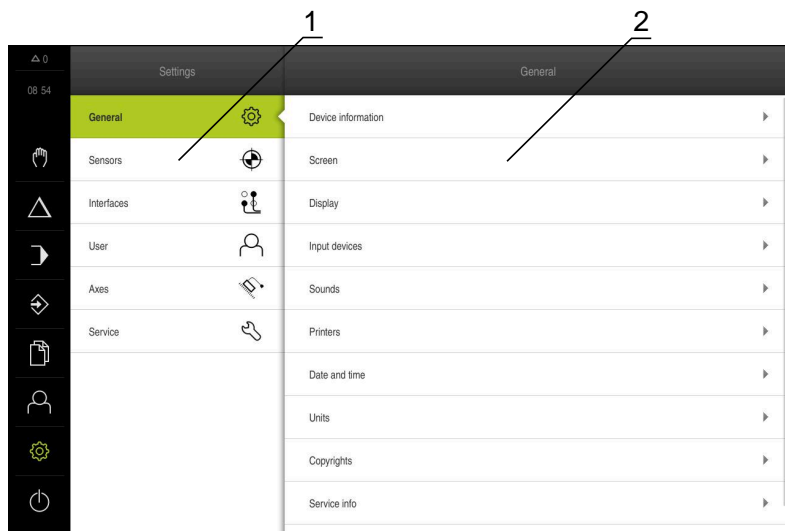 1
2
0
Settings
General
08 54
General
Device information
Sensors
Screen
Interfaces
Display
User
Input devices
Axes
Sounds
Service
Printers
Date and time
Units
Copyrights
Service info